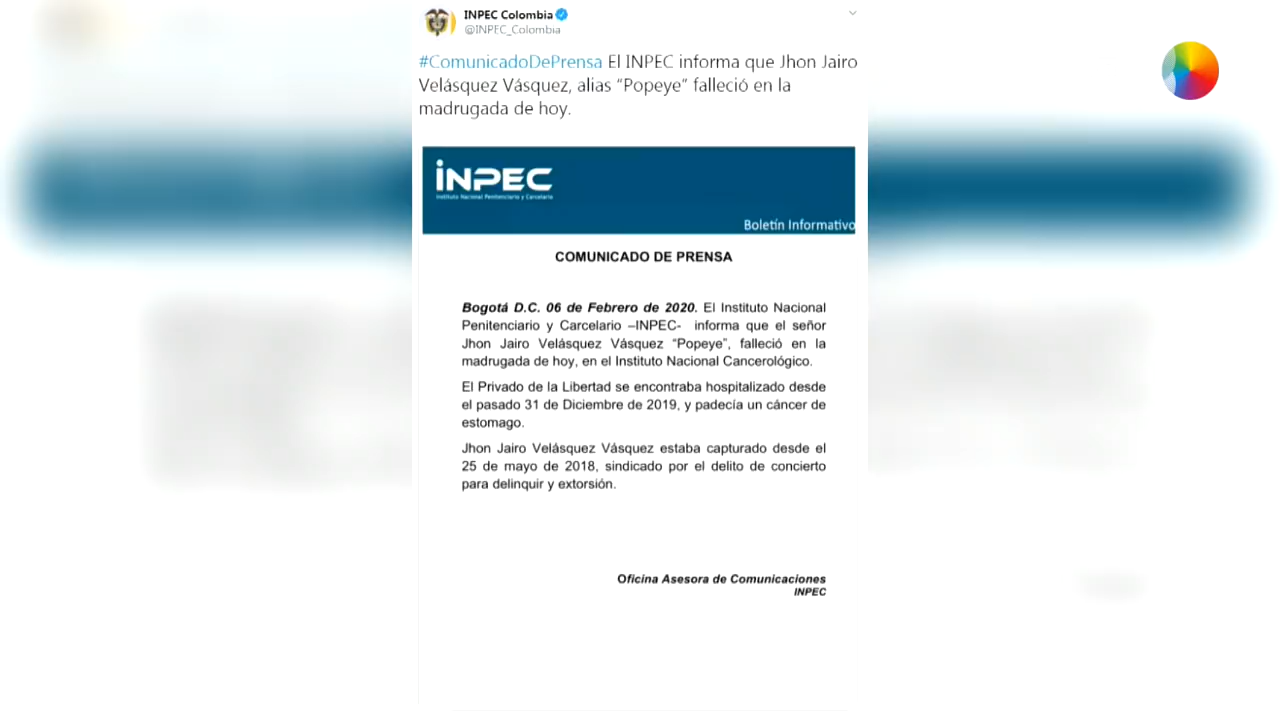 INPEC Colombia
@INPEC_Colombia
#ComunicadoDePrensa El INPEC informa que Jhon Jairo
Velásquez Vásquez, alias “Popeye” falleció en la
madrugada de hoy.
INPEC
Instituto Nacional Penitenciario y Carcelario
Boletín Informativo
COMUNICADO DE PRENSA
Bogotá D.C. 06 de Febrero de 2020. El Instituto Nacional
Penitenciario y Carcelario –INPEC- informa que el señor
Jhon Jairo Velásquez Vásquez “Popeye”, falleció en la
madrugada de hoy, en el Instituto Nacional Cancerológico.
El Privado de la Libertad se encontraba hospitalizado desde
el pasado 31 de Diciembre de 2019, y padecía un cáncer de
estomago.
Jhon Jairo Velásquez Vásquez estaba capturado desde el
25 de mayo de 2018, sindicado por el delito de concierto
para delinquir y extorsión.
Oficina Asesora de Comunicaciones
INPEC